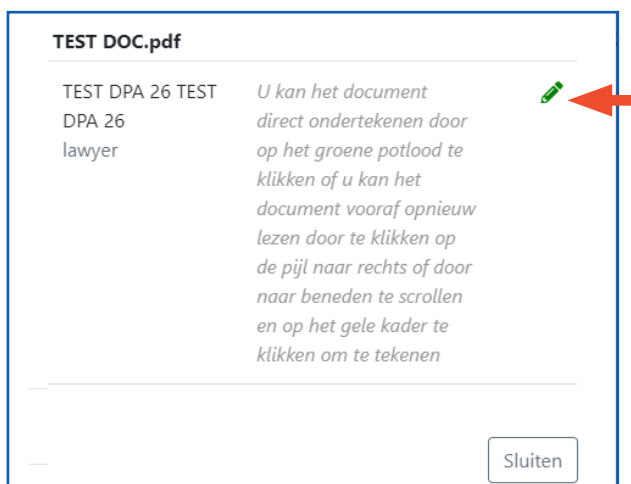 TEST DOC.pdf
TEST DPA 26 TEST
DPA 26
lawyer
U kan het document
direct ondertekenen door
op het groene potlood te
klikken of u kan het
document vooraf opnieuw
lezen door te klikken op
de pijl naar rechts of door
naar beneden te scrollen
en op het gele kader te
klikken om te tekenen
Sluiten